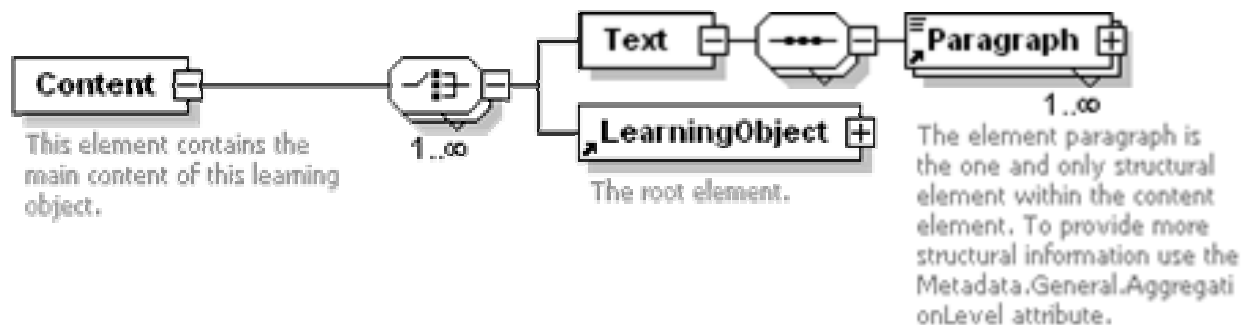 Content
This element contains the
main content of this learning
object.
1..∞
Text
LearningObject
The root element.
Paragraph
1..∞
The element paragraph is
the one and only structural
element within the content
element. To provide more
structural information use the
Metadata.General.Aggregati
onLevel attribute.